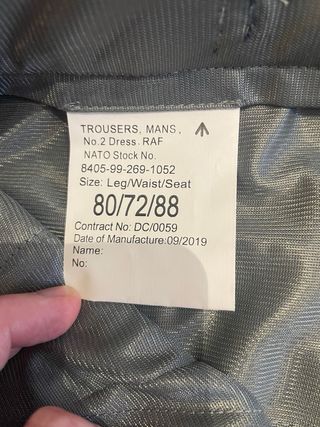 TROUSERS, MANS,
No.2 Dress. RAF
NATO Stock No.
8405-99-269-1052
Size: Leg/Waist/Seat
80/72/88
Contract No: DC/0059
Date of Manufacture:09/2019
Name:
No: